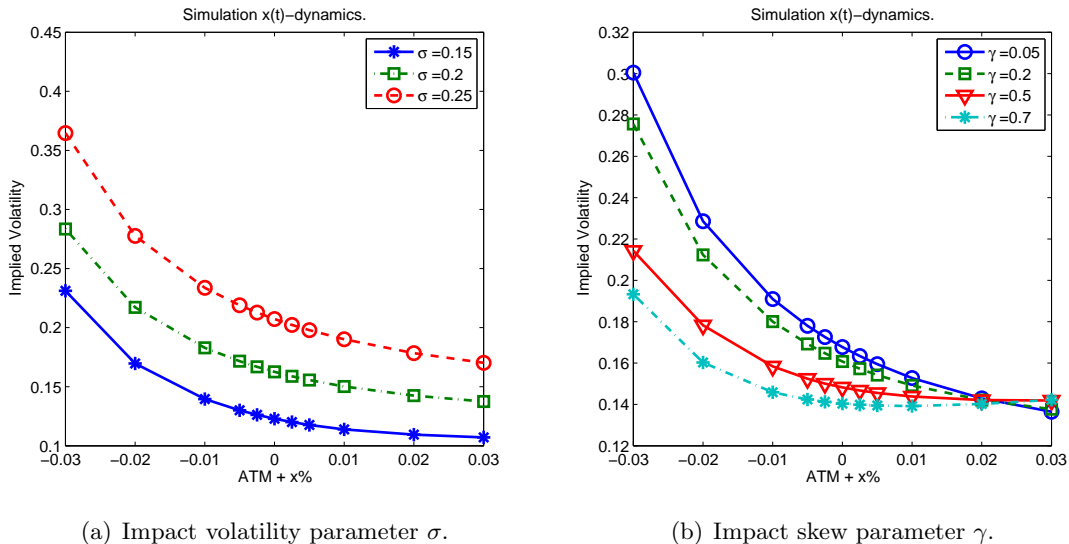 Simulation x(t)−dynamics.
0.45
0.4
0.35
0.3
0.25
0.2
0.15
0.1
Implied Volatility
σ =0.15
σ =0.2
σ =0.25
−0.03 −0.02 −0.01 0 0.01 0.02 0.03
ATM + x%
(a) Impact volatility parameter σ.
Simulation x(t)−dynamics.
0.32
0.3
0.28
0.26
0.24
0.22
0.2
0.18
0.16
0.14
0.12
Implied Volatility
γ=0.05
γ=0.2
γ=0.5
γ=0.7
−0.03 −0.02 −0.01 0 0.01 0.02 0.03
ATM + x%
(b) Impact skew parameter γ.